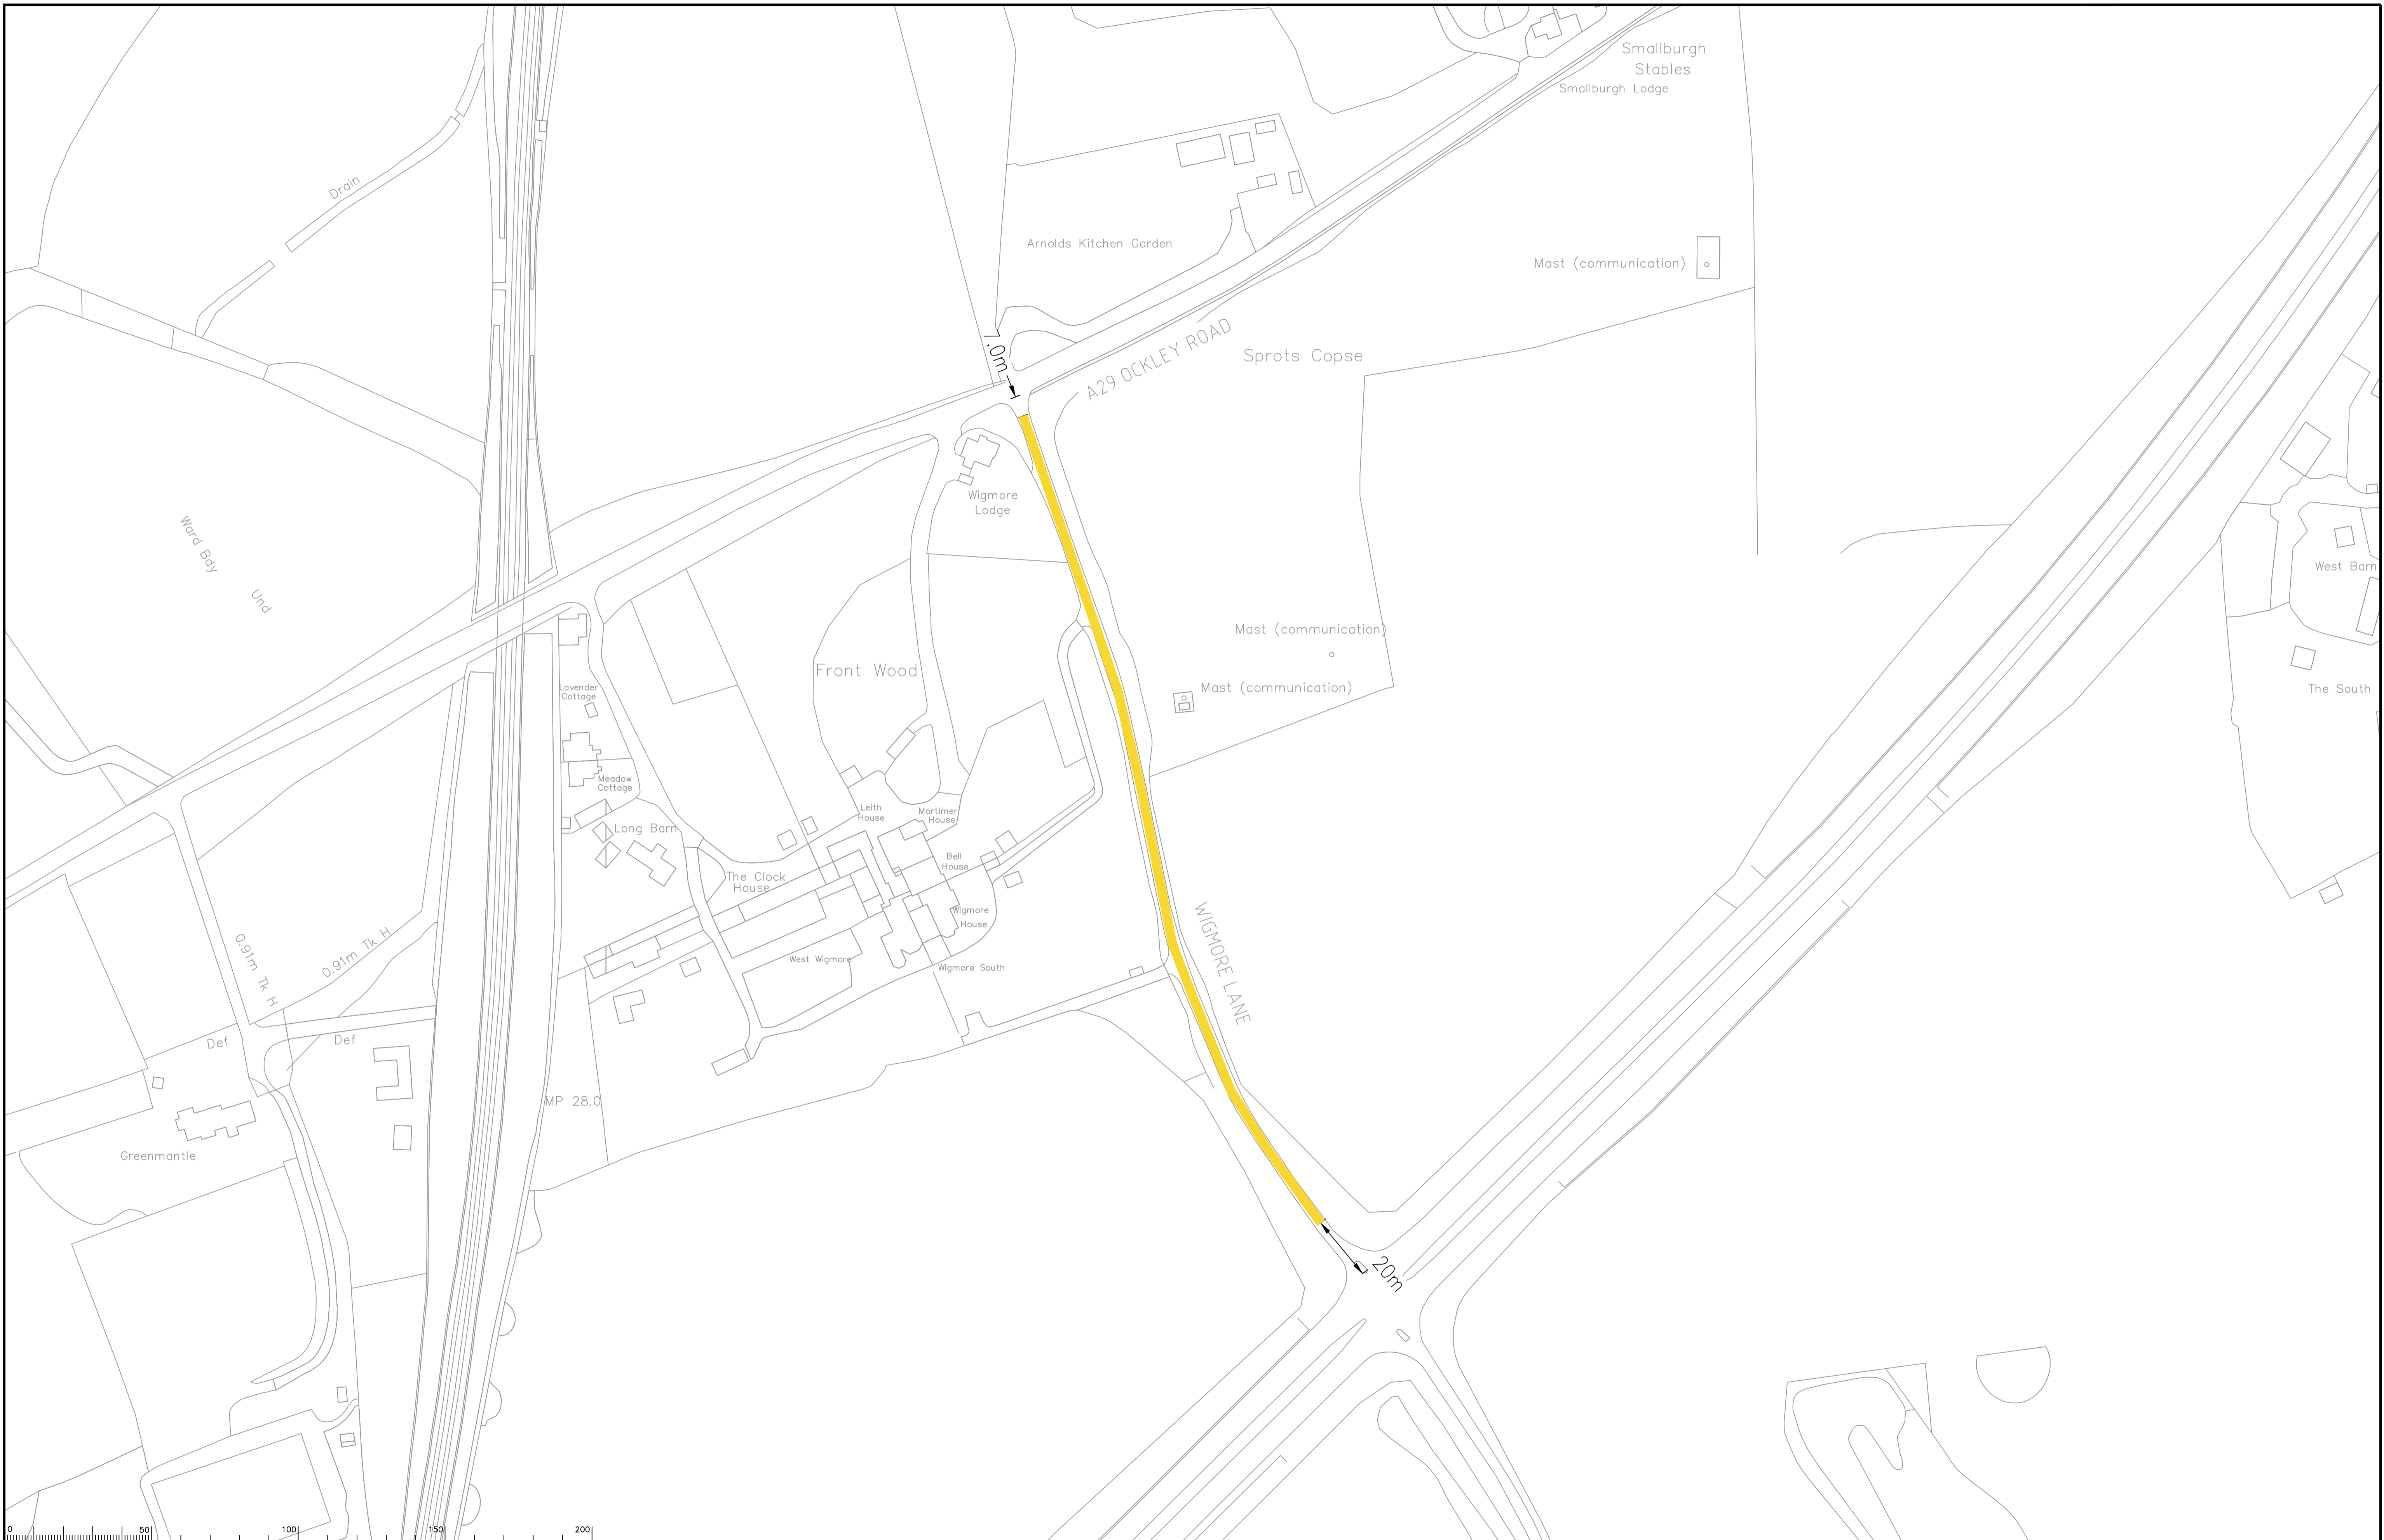 Smallburgh
Stables
Smallburgh Lodge
Drain
Arnolds Kitchen Garden
Mast (communication)
7.0m
A29 OCKLEY ROAD
Sprots Copse
Wigmore
Lodge
Ward Bdy
Und
West Barn
Mast (communication)
Front Wood
Mast (communication)
The South
Lavender
Cottage
Meadow
Cottage
Leith
House
Mortimer
House
Long Barn
Bell
House
The Clock
House
Wigmore
House
WIGMORE LANE
0.91m Tk H
0.91m Tk H
West Wigmore
Wigmore South
Def
Def
MP 28.0
Greenmantle
20m
0
50
100
150
200